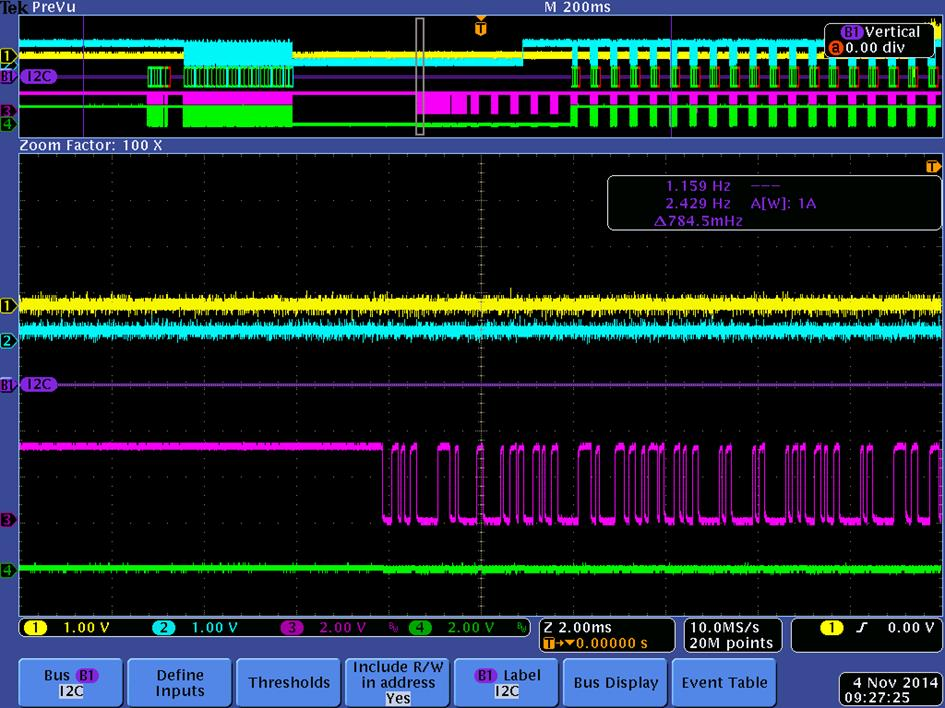 Tek PreVu M 200ms
T
B1 Vertical
a 0.00 div
1
2
B1 I2C
3
4
Zoom Factor: 100 X
T
1.159 Hz ---
2.429 Hz A[W]: 1A
Δ784.5mHz
1
2
B1 I2C
3
4
1 1.00 V 2 1.00 V 3 2.00 V BW 4 2.00 V BW
Z 2.00ms
T→▼0.00000 s
10.0MS/s
20M points
1 0.00 V
Bus B1
I2C
Define
Inputs
Thresholds
Include R/W
in address
Yes
B1 Label
I2C
Bus Display
Event Table
4 Nov 2014
09:27:25